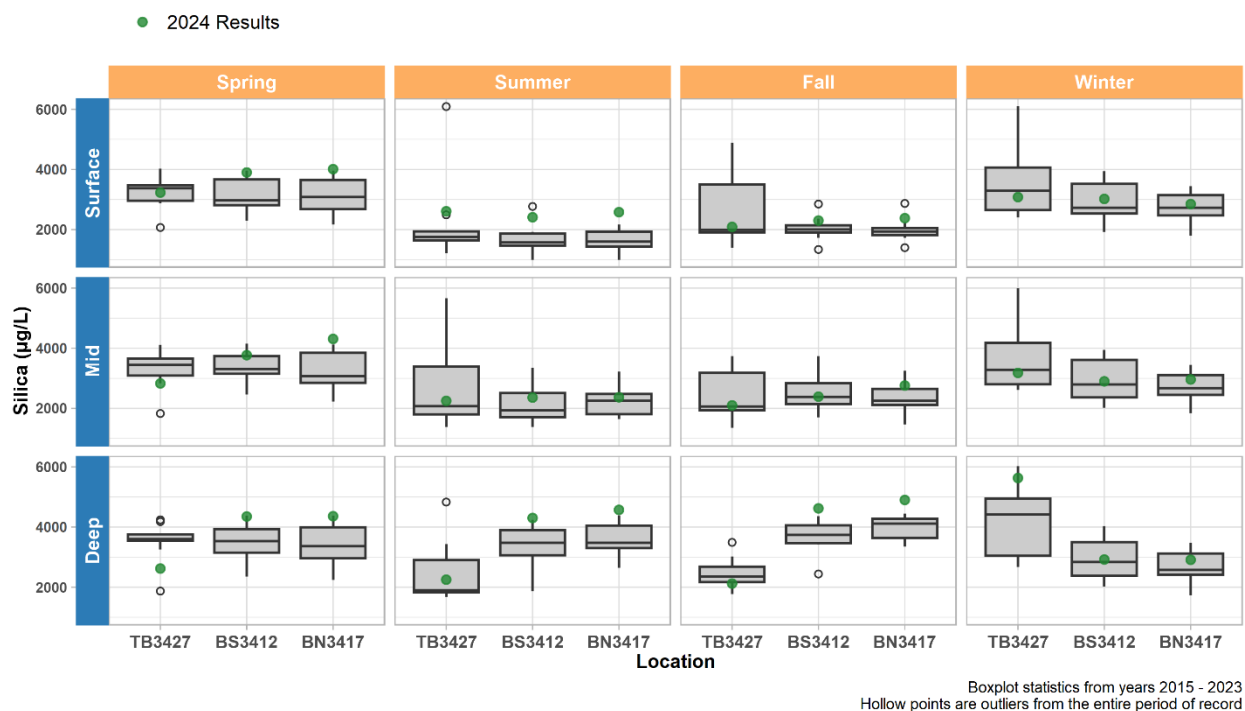 2024 Results
Spring
Summer
Fall
Winter
Surface
6000
4000
2000
Mid
6000
4000
2000
Deep
6000
4000
2000
Silica (µg/L)
TB3427
BS3412
BN3417
TB3427
BS3412
BN3417
TB3427
BS3412
BN3417
TB3427
BS3412
BN3417
Location
Boxplot statistics from years 2015 - 2023
Hollow points are outliers from the entire period of record